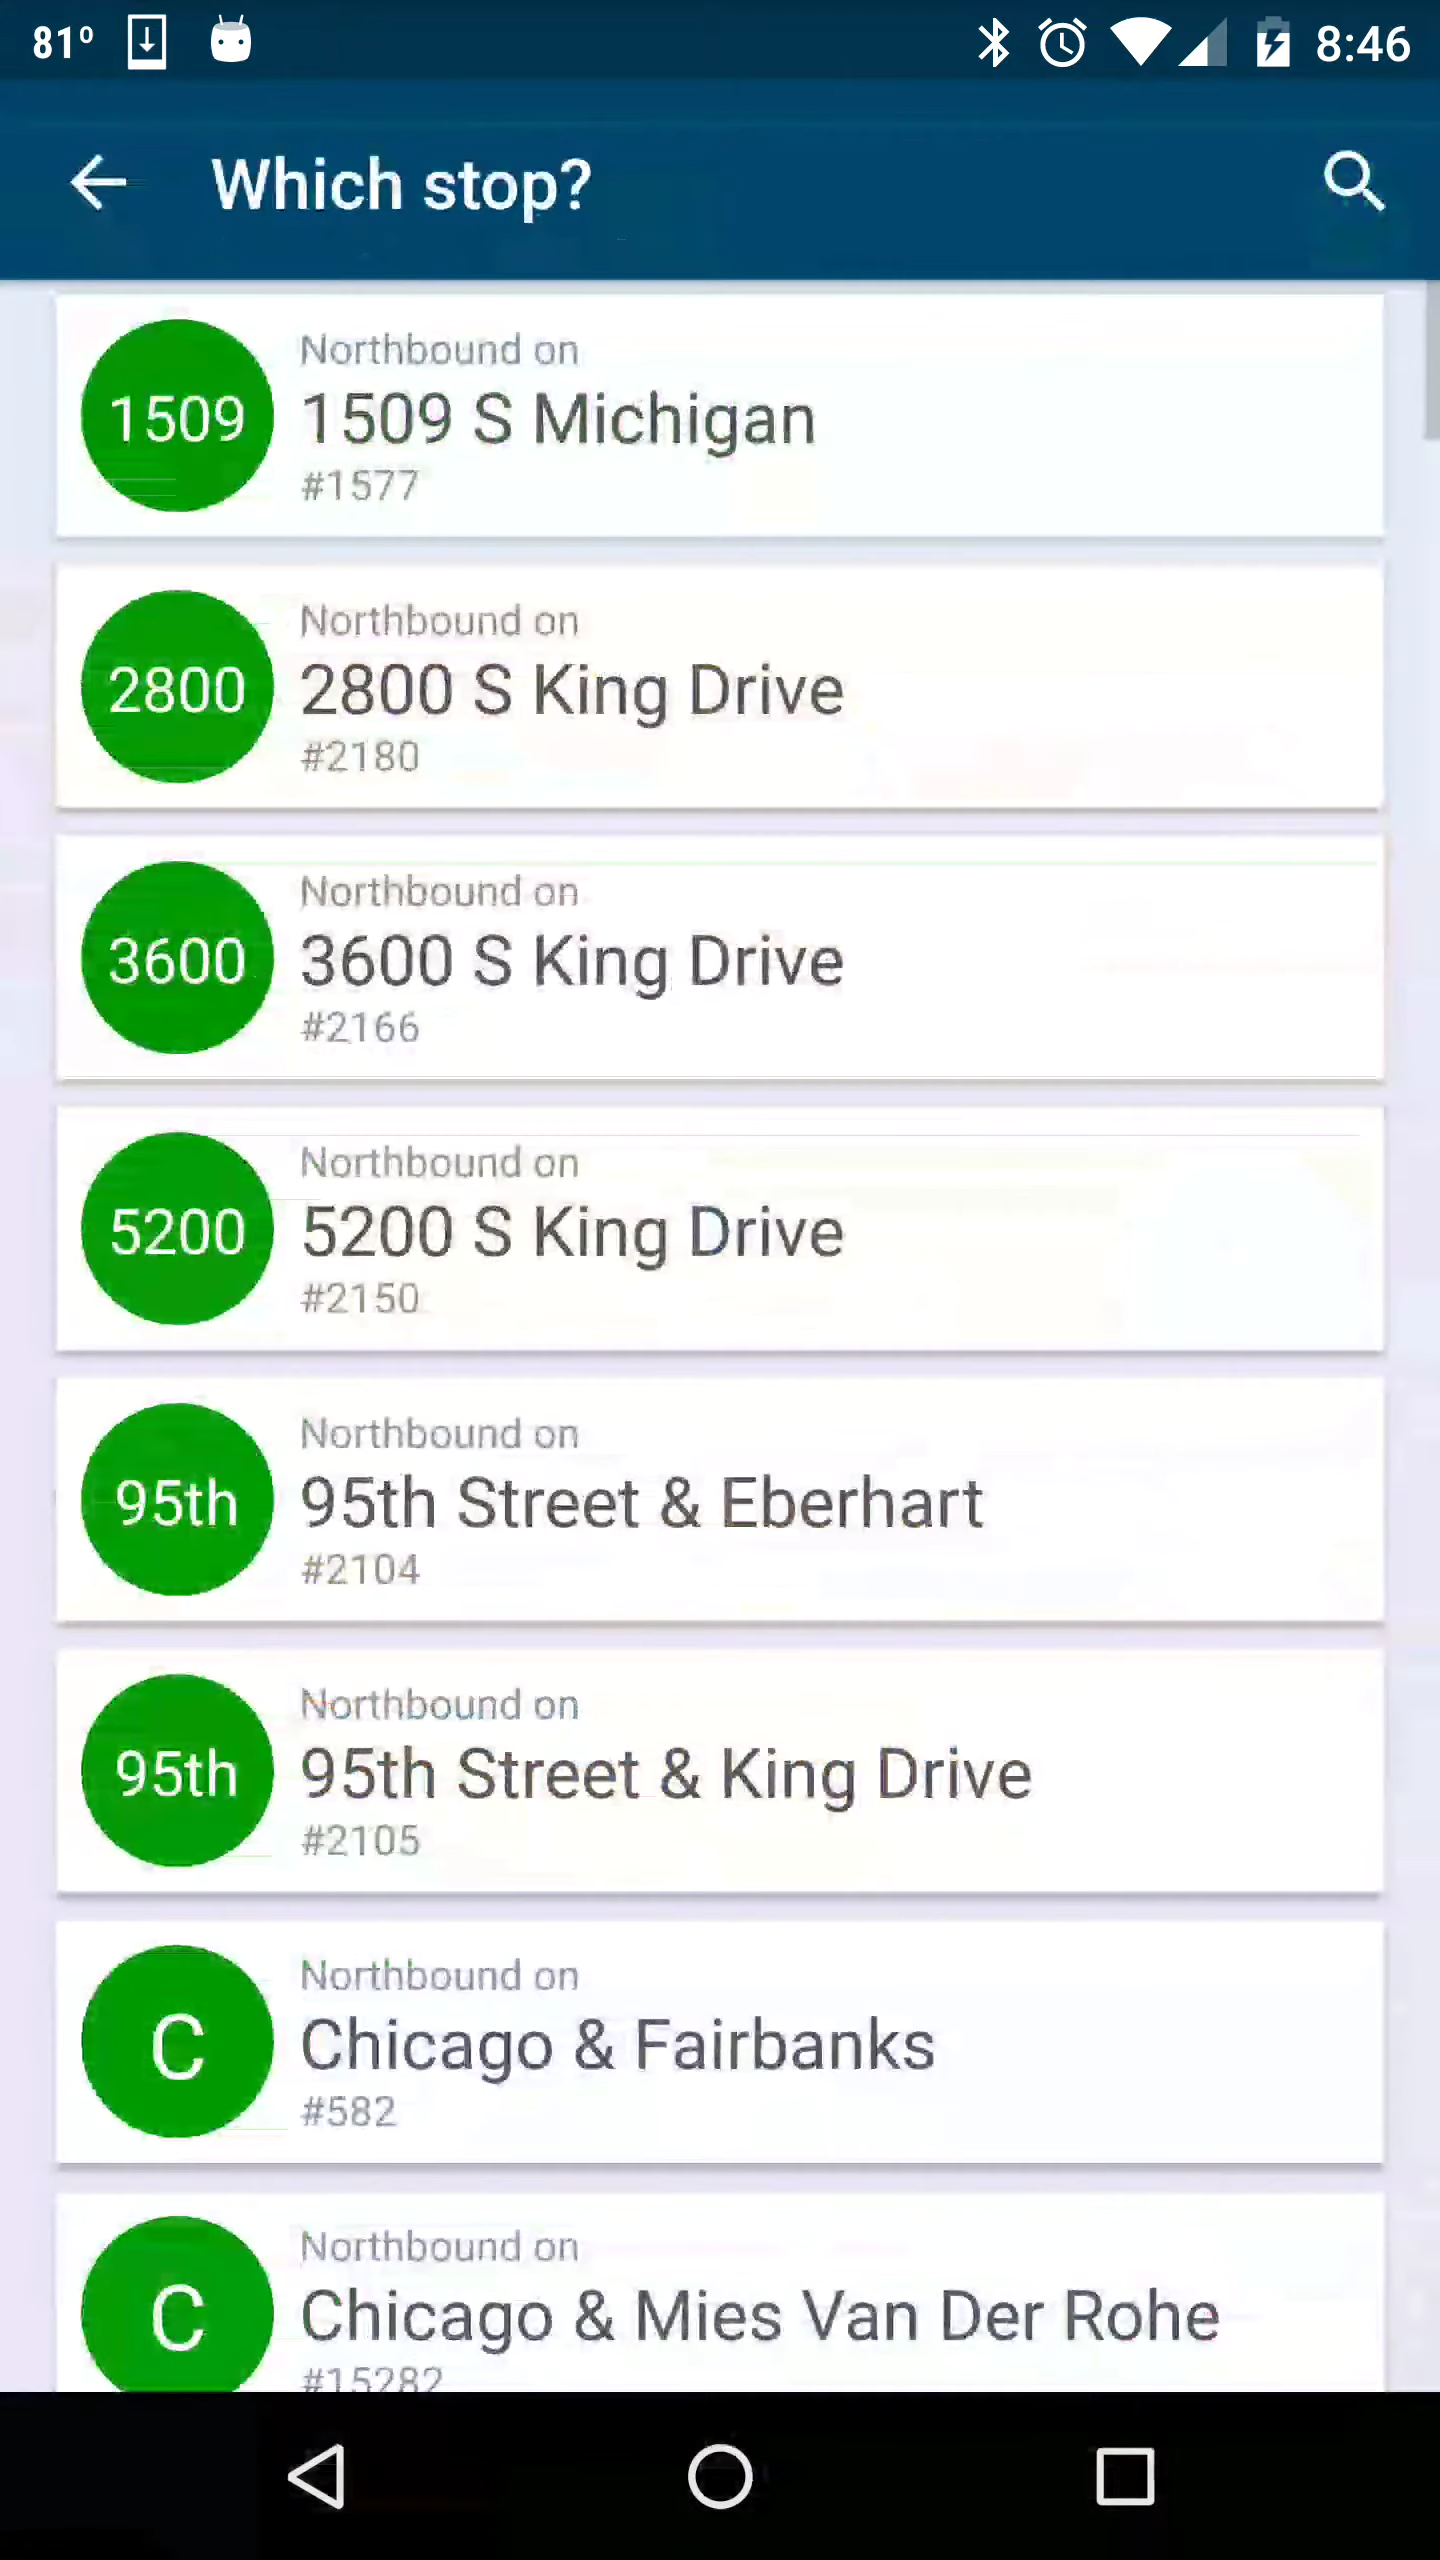 81° 8:46
Which stop?
Northbound on
1509 1509 S Michigan
#1577
Northbound on
2800 2800 S King Drive
#2180
Northbound on
3600 3600 S King Drive
#2166
Northbound on
5200 5200 S King Drive
#2150
Northbound on
95th 95th Street & Eberhart
#2104
Northbound on
95th 95th Street & King Drive
#2105
Northbound on
C Chicago & Fairbanks
#582
Northbound on
C Chicago & Mies Van Der Rohe
#15282